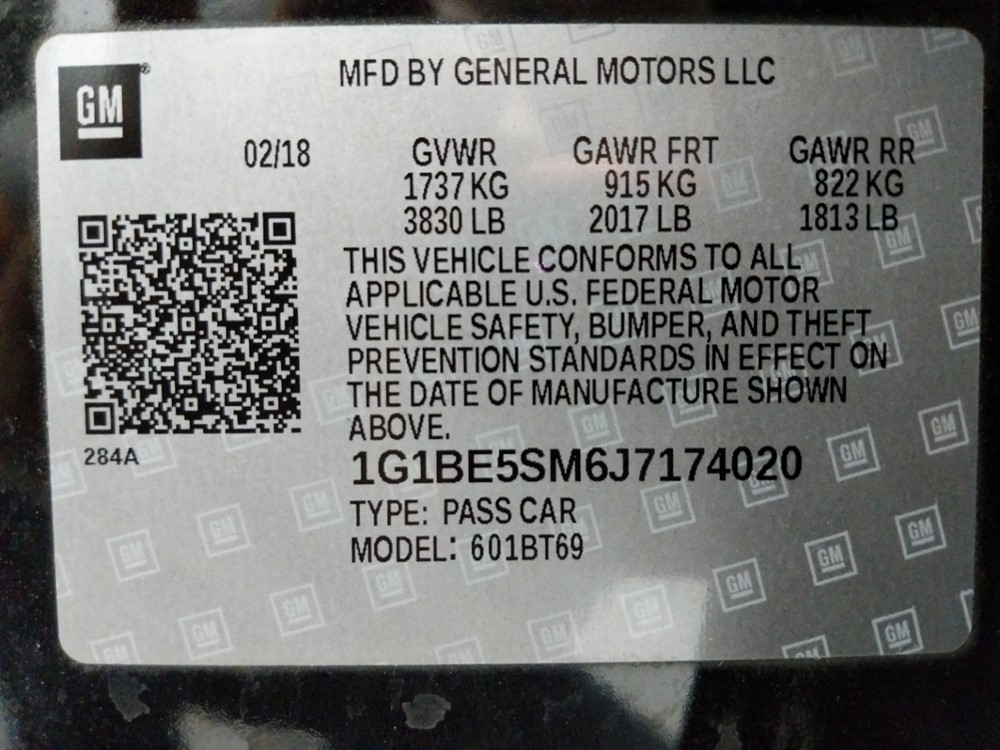 GM®
MFD BY GENERAL MOTORS LLC
02/18 GVWR GAWR FRT GAWR RR
1737 KG 915 KG 822 KG
3830 LB 2017 LB 1813 LB
THIS VEHICLE CONFORMS TO ALL
APPLICABLE U.S. FEDERAL MOTOR
VEHICLE SAFETY, BUMPER, AND THEFT
PREVENTION STANDARDS IN EFFECT ON
THE DATE OF MANUFACTURE SHOWN
ABOVE.
284A
1G1BE5SM6J7174020
TYPE: PASS CAR
MODEL: 601BT69